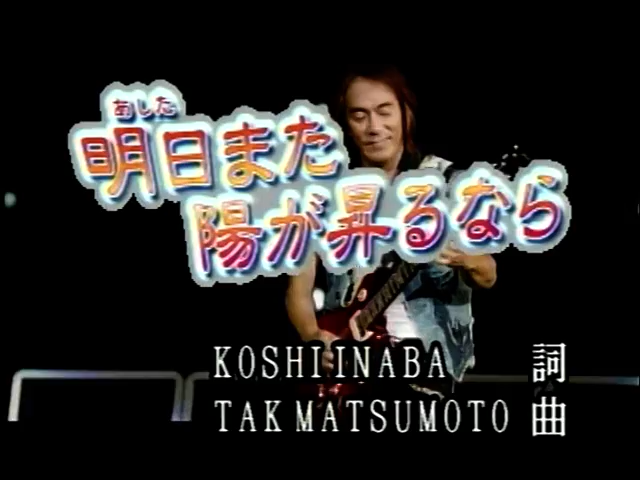 あした
明日また
陽が昇るなら
KOSHI INABA 詞
TAK MATSUMOTO 曲